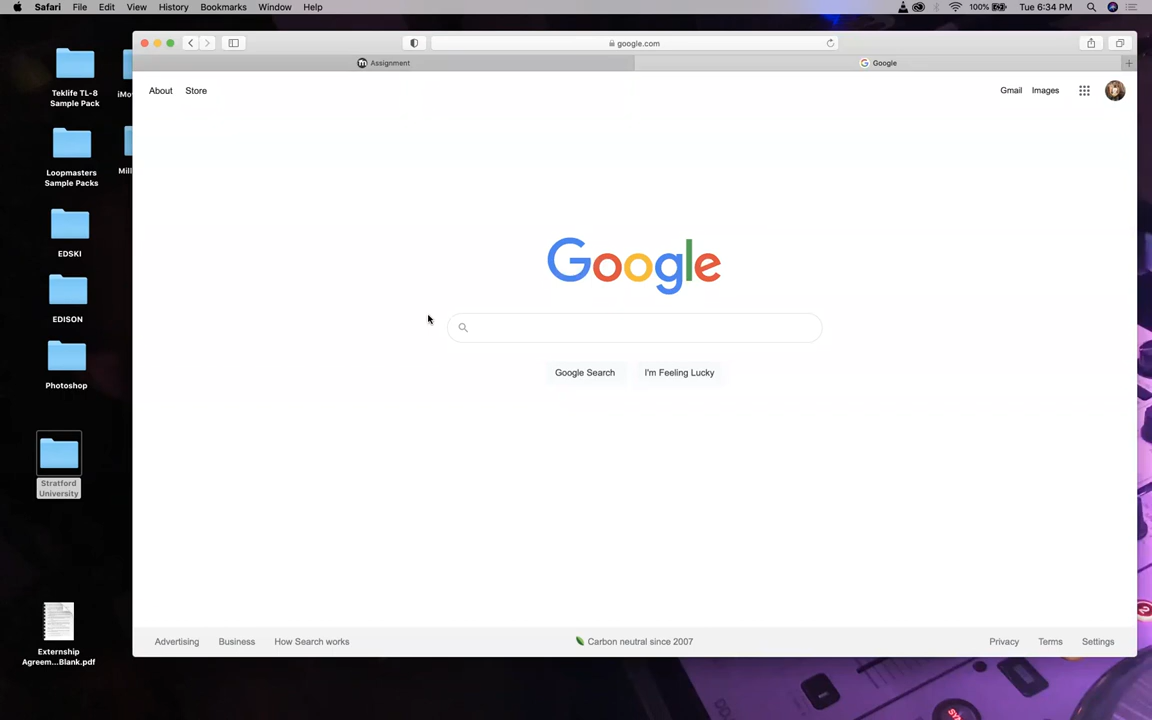 Safari File Edit View History Bookmarks Window Help 100% Tue 6:34 PM
google.com
Assignment Google
About Store Gmail Images
Google
Google Search I'm Feeling Lucky
Advertising Business How Search works Carbon neutral since 2007 Privacy Terms Settings
Teklife TL-8
Sample Pack
Loopmasters
Sample Packs
EDSKI
EDISON
Photoshop
Stratford
University
Externship
Agreem...Blank.pdf
iMo
Mil